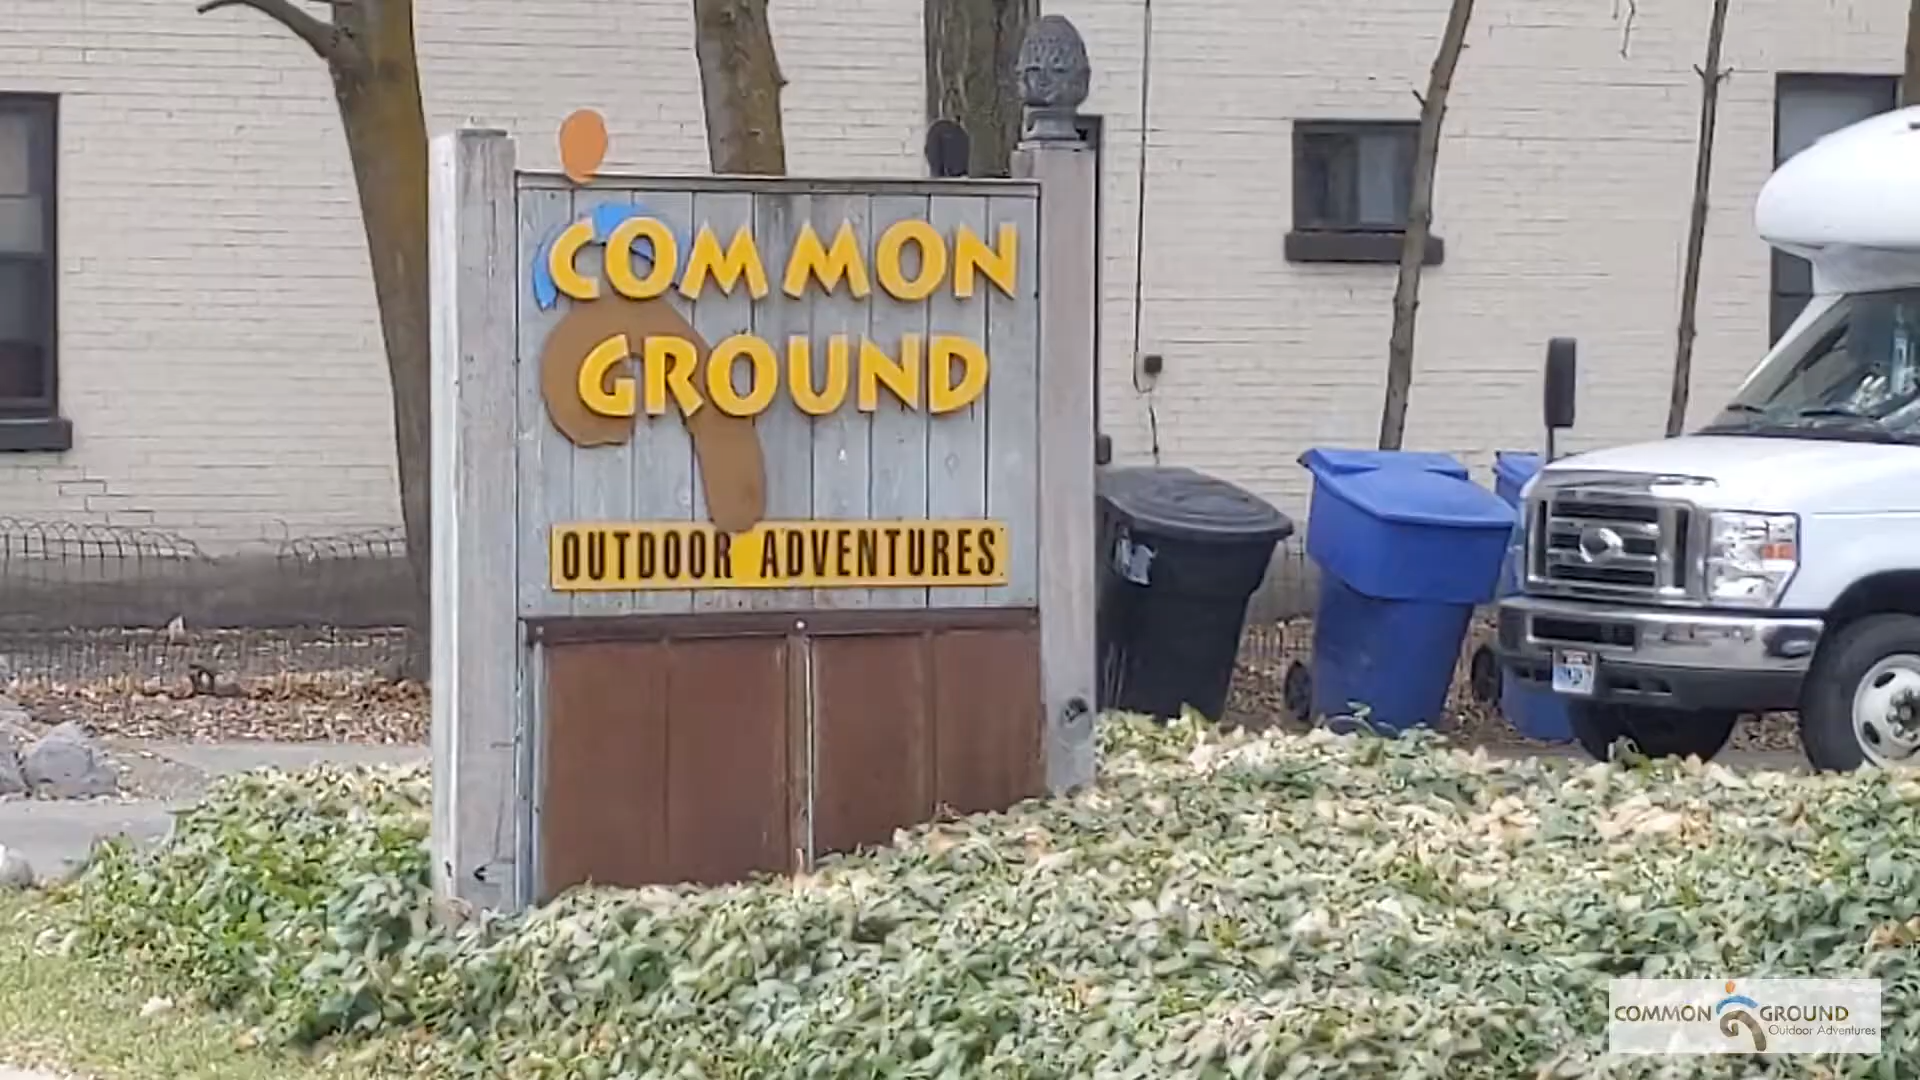 COMMON
GROUND
OUTDOOR ADVENTURES
COMMON GROUND
Outdoor Adventures